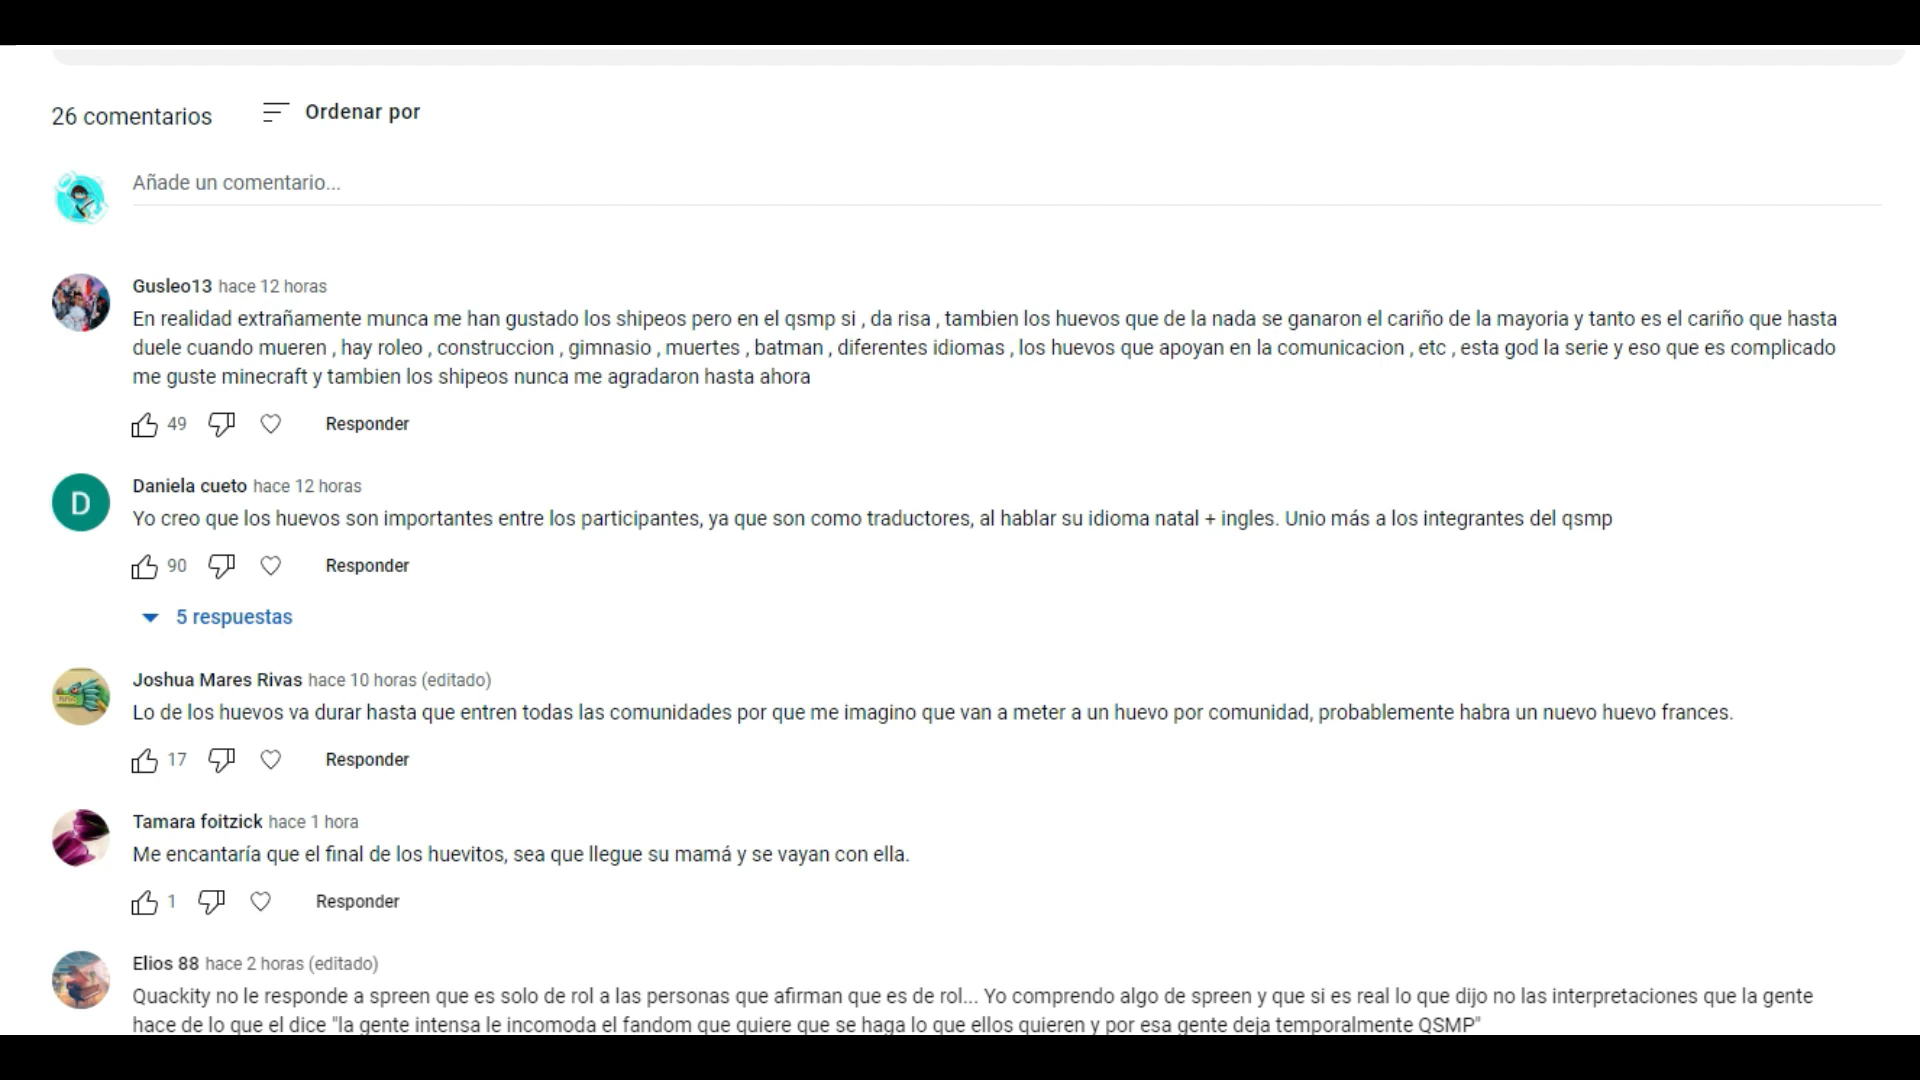 26 comentarios
Ordenar por
Añade un comentario...
Gusleo13 hace 12 horas
En realidad extrañamente munca me han gustado los shipeos pero en el qsmp si , da risa , tambien los huevos que de la nada se ganaron el cariño de la mayoria y tanto es el cariño que hasta
duele cuando mueren , hay roleo , construccion , gimnasio , muertes , batman , diferentes idiomas , los huevos que apoyan en la comunicacion , etc , esta god la serie y eso que es complicado
me guste minecraft y tambien los shipeos nunca me agradaron hasta ahora
49 Responder
D
Daniela cueto hace 12 horas
Yo creo que los huevos son importantes entre los participantes, ya que son como traductores, al hablar su idioma natal + ingles. Unio más a los integrantes del qsmp
90 Responder
5 respuestas
Joshua Mares Rivas hace 10 horas (editado)
Lo de los huevos va durar hasta que entren todas las comunidades por que me imagino que van a meter a un huevo por comunidad, probablemente habra un nuevo huevo frances.
17 Responder
Tamara foitzick hace 1 hora
Me encantaría que el final de los huevitos, sea que llegue su mamá y se vayan con ella.
1 Responder
Elios 88 hace 2 horas (editado)
Quackity no le responde a spreen que es solo de rol a las personas que afirman que es de rol... Yo comprendo algo de spreen y que si es real lo que dijo no las interpretaciones que la gente
hace de lo que el dice "la gente intensa le incomoda el fandom que quiere que se haga lo que ellos quieren y por esa gente deja temporalmente QSMP"